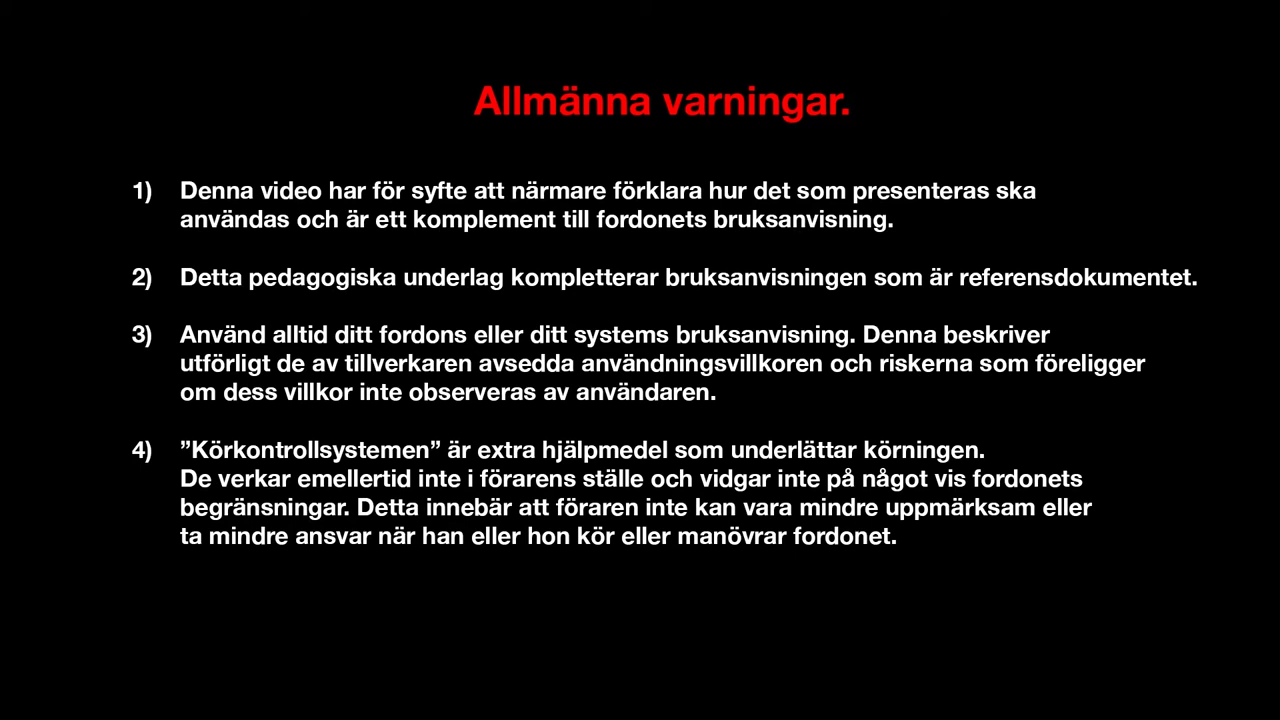 Allmänna varningar.
1) Denna video har för syfte att närmare förklara hur det som presenteras ska
användas och är ett komplement till fordonets bruksanvisning.
2) Detta pedagogiska underlag kompletterar bruksanvisningen som är referensdokumentet.
3) Använd alltid ditt fordons eller ditt systems bruksanvisning. Denna beskriver
utförligt de av tillverkaren avsedda användningsvillkoren och riskerna som föreligger
om dess villkor inte observeras av användaren.
4) ”Körkontrollsystemen” är extra hjälpmedel som underlättar körningen.
De verkar emellertid inte i förarens ställe och vidgar inte på något vis fordonets
begränsningar. Detta innebär att föraren inte kan vara mindre uppmärksam eller
ta mindre ansvar när han eller hon kör eller manövrar fordonet.